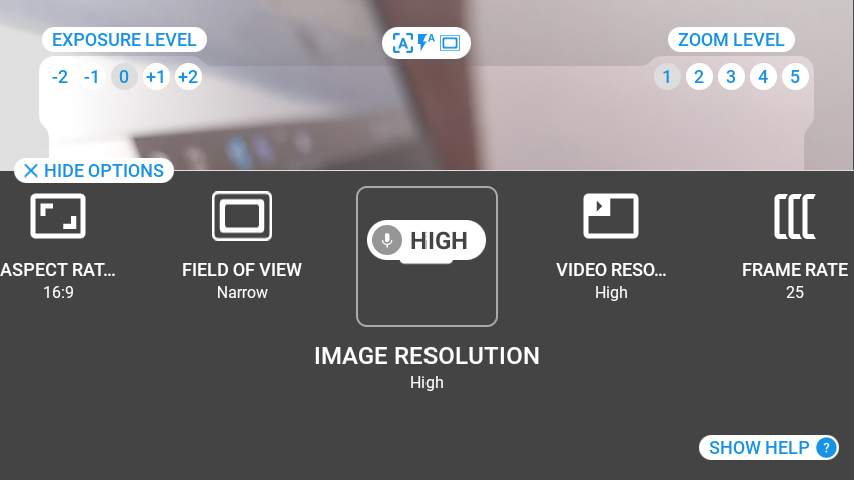 EXPOSURE LEVEL
A
A
ZOOM LEVEL
-2 -1 0 +1 +2
1 2 3 4 5
HIDE OPTIONS
HIGH
ASPECT RAT...
16:9
FIELD OF VIEW
Narrow
VIDEO RESO...
High
FRAME RATE
25
IMAGE RESOLUTION
High
SHOW HELP ?